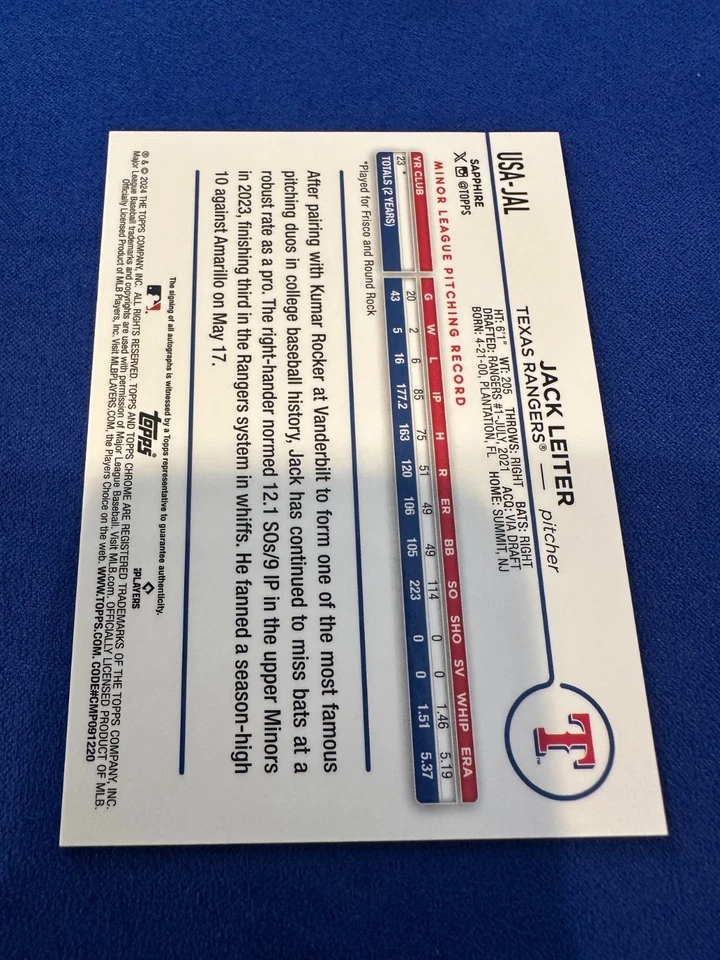 USA-JAL
JACK LEITER
TEXAS RANGERS® — pitcher
HT: 6'1" WT: 205 THROWS: RIGHT BATS: RIGHT
DRAFTED: RANGERS #1-JULY, 2021 ACQ: VIA DRAFT
BORN: 4-21-00, PLANTATION, FL HOME: SUMMIT, NJ
T
TM
SAPPHIRE
@TOPPS
MINOR LEAGUE PITCHING RECORD
YR CLUB G W L IP H R ER BB SO SHO SV WHIP ERA
23 * 20 2 6 85 75 51 49 49 114 0 0 1.46 5.19
TOTALS (2 YEARS) 43 5 16 177.2 163 120 106 105 223 0 0 1.51 5.37
*Played for Frisco and Round Rock
After pairing with Kumar Rocker at Vanderbilt to form one of the most famous
pitching duos in college baseball history, Jack has continued to miss bats at a
robust rate as a pro. The right-hander normed 12.1 SOs/9 IP in the upper Minors
in 2023, finishing third in the Rangers system in whiffs. He fanned a season-high
10 against Amarillo on May 17.
The signing of all autographs is witnessed by a Topps representative to guarantee authenticity.
topps®
PLAYERS
® & © 2024 THE TOPPS COMPANY, INC. ALL RIGHTS RESERVED. TOPPS AND TOPPS CHROME ARE REGISTERED TRADEMARKS OF THE TOPPS COMPANY, INC.
Major League Baseball trademarks and copyrights are used with permission of Major League Baseball. Visit MLB.com. OFFICIALLY LICENSED PRODUCT OF MLB
Officially Licensed Product of MLB Players, Inc. Visit MLBPLAYERS.COM, the Players Choice on the web. WWW.TOPPS.COM. CODE#CMP091220